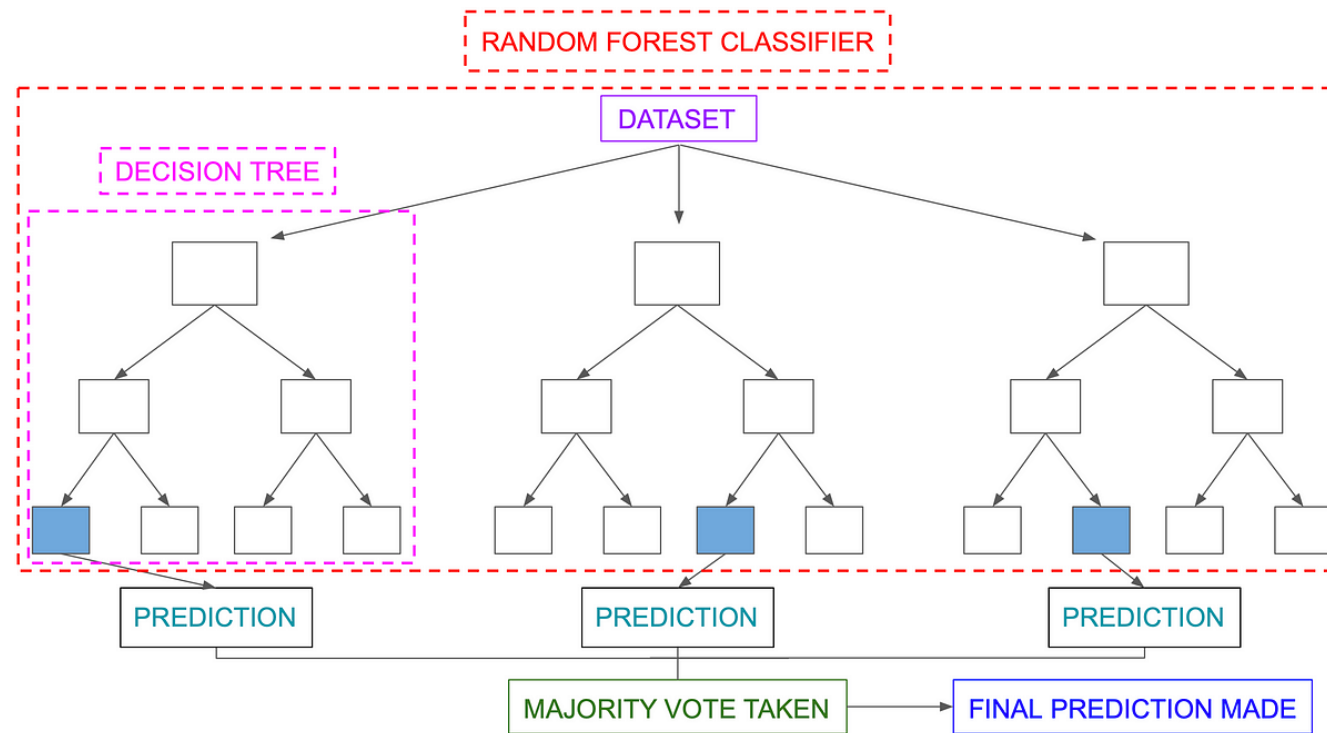 RANDOM FOREST CLASSIFIER
DATASET
DECISION TREE
PREDICTION
PREDICTION
PREDICTION
MAJORITY VOTE TAKEN
FINAL PREDICTION MADE